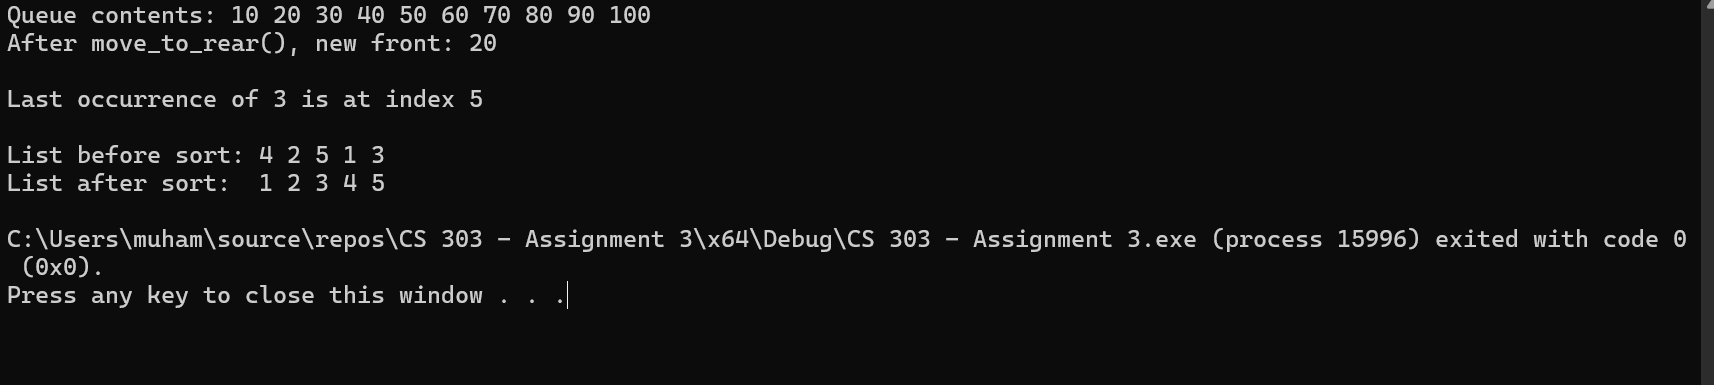 Queue contents: 10 20 30 40 50 60 70 80 90 100
After move_to_rear(), new front: 20
Last occurrence of 3 is at index 5
List before sort: 4 2 5 1 3
List after sort:  1 2 3 4 5
C:\Users\muham\source\repos\CS 303 - Assignment 3\x64\Debug\CS 303 - Assignment 3.exe (process 15996) exited with code 0
 (0x0).
Press any key to close this window . . .